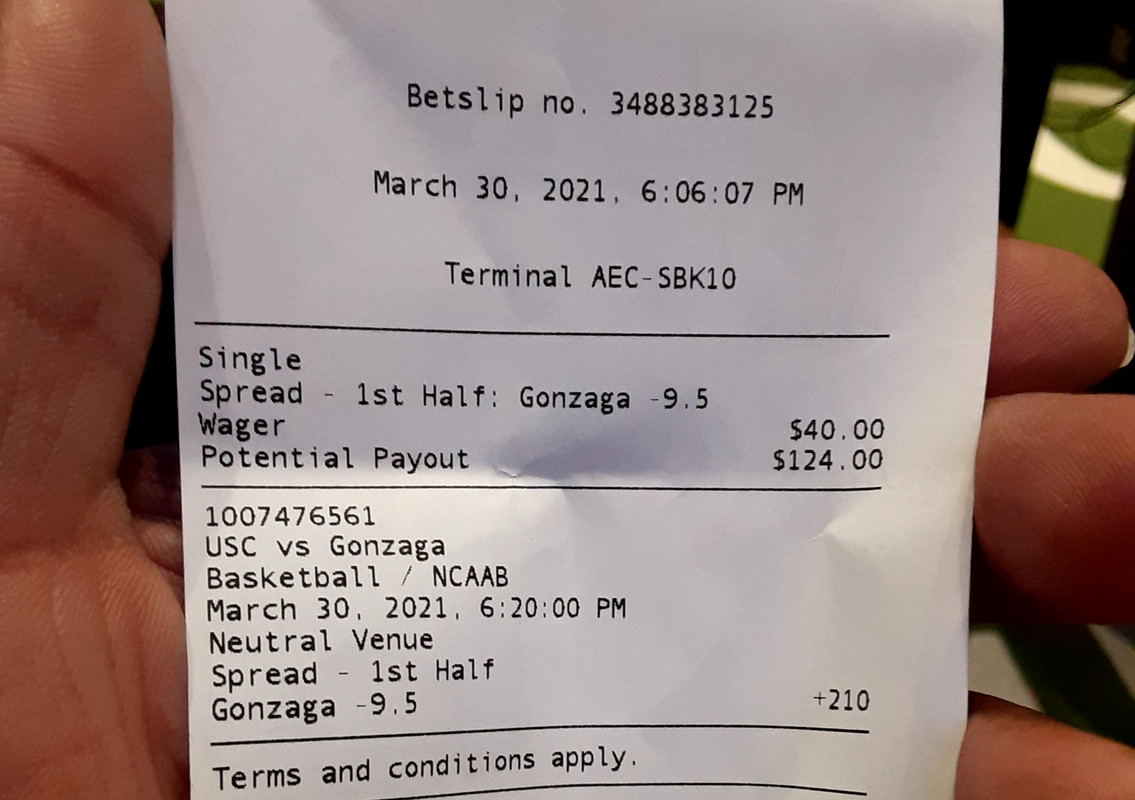 Betslip no. 3488383125
March 30, 2021, 6:06:07 PM
Terminal AEC-SBK10
Single
Spread - 1st Half: Gonzaga -9.5
Wager $40.00
Potential Payout $124.00
1007476561
USC vs Gonzaga
Basketball / NCAAB
March 30, 2021, 6:20:00 PM
Neutral Venue
Spread - 1st Half
Gonzaga -9.5 +210
Terms and conditions apply.